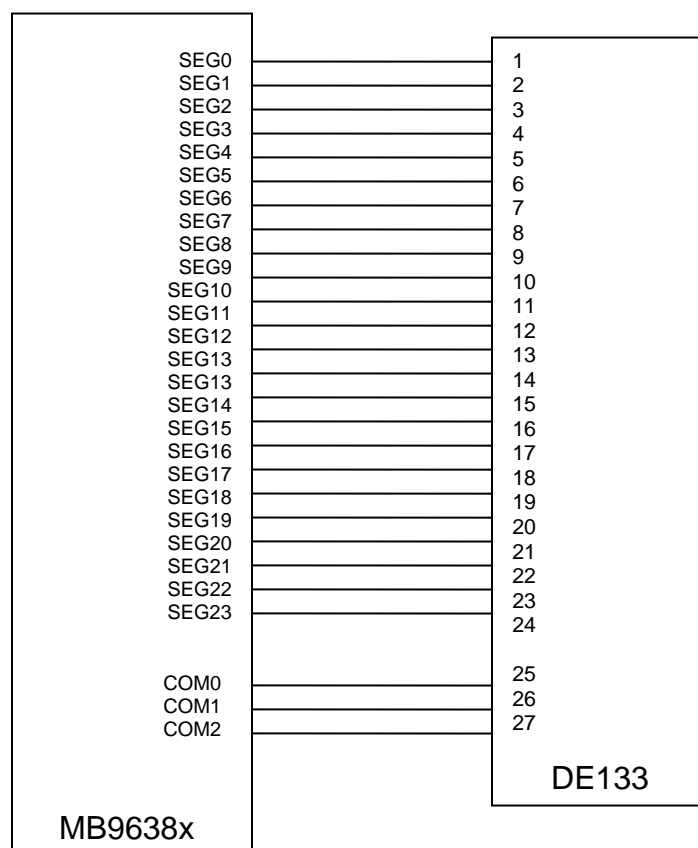 SEG0 1
SEG1 2
SEG2 3
SEG3 4
SEG4 5
SEG5 6
SEG6 7
SEG7 8
SEG8 9
SEG9 10
SEG10 11
SEG11 12
SEG12 13
SEG13 14
SEG13 15
SEG14 16
SEG15 17
SEG16 18
SEG17 19
SEG18 20
SEG19 21
SEG20 22
SEG21 23
SEG22 24
SEG23
COM0 25
COM1 26
COM2 27
DE133
MB9638x